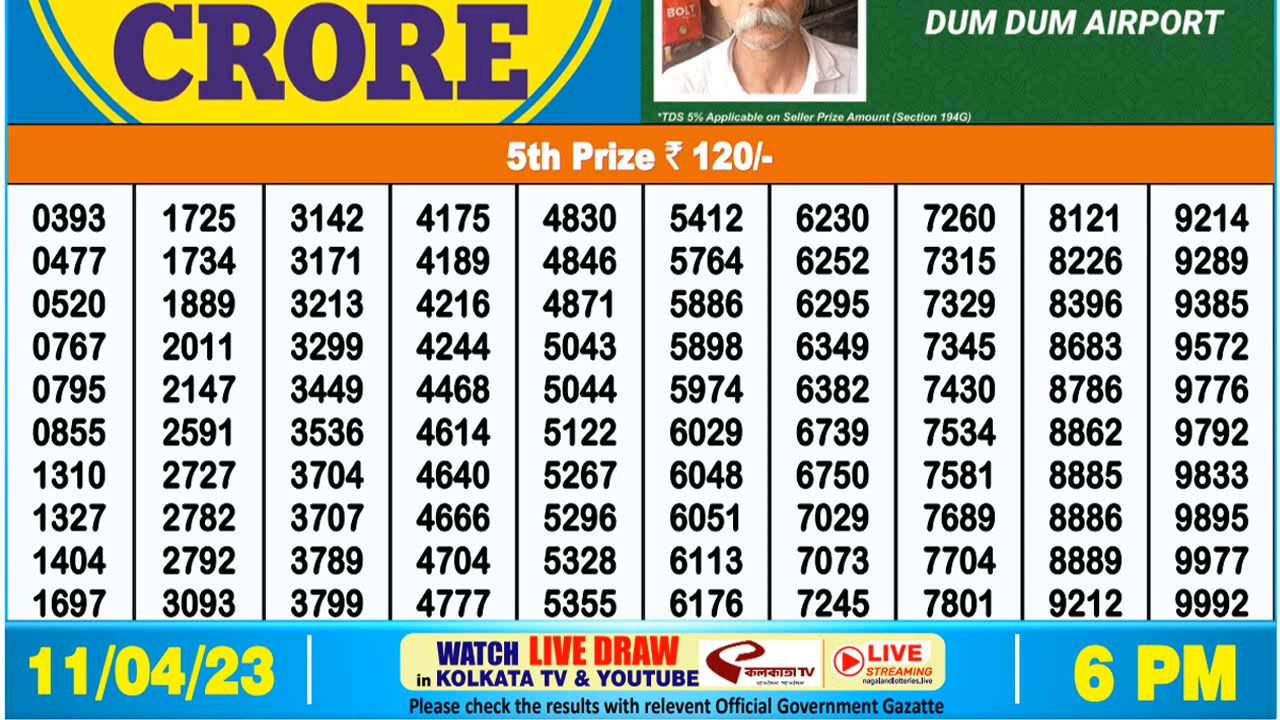 CRORE
BOLT
DUM DUM AIRPORT
*TDS 5% Applicable on Seller Prize Amount (Section 194G)
5th Prize ₹ 120/-
0393 1725 3142 4175 4830 5412 6230 7260 8121 9214
0477 1734 3171 4189 4846 5764 6252 7315 8226 9289
0520 1889 3213 4216 4871 5886 6295 7329 8396 9385
0767 2011 3299 4244 5043 5898 6349 7345 8683 9572
0795 2147 3449 4468 5044 5974 6382 7430 8786 9776
0855 2591 3536 4614 5122 6029 6739 7534 8862 9792
1310 2727 3704 4640 5267 6048 6750 7581 8885 9833
1327 2782 3707 4666 5296 6051 7029 7689 8886 9895
1404 2792 3789 4704 5328 6113 7073 7704 8889 9977
1697 3093 3799 4777 5355 6176 7245 7801 9212 9992
11/04/23
WATCH LIVE DRAW
in KOLKATA TV & YOUTUBE
কলকাতা TV
LIVE
STREAMING
nagalandlotteries.live
6 PM
Please check the results with relevent Official Government Gazatte